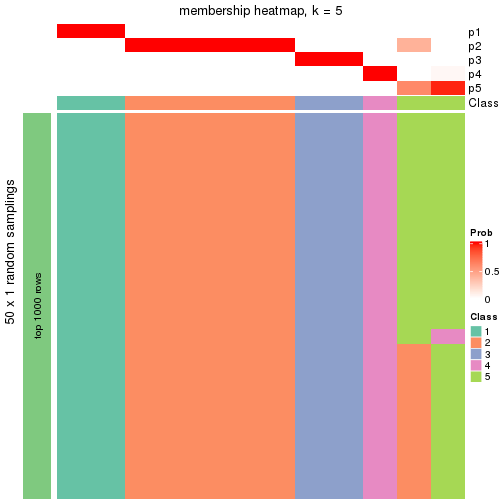 membership heatmap, k = 5
p1
p2
p3
p4
p5
Class
50 x 1 random samplings
top 1000 rows
Prob
1
0.5
0
Class
1
2
3
4
5